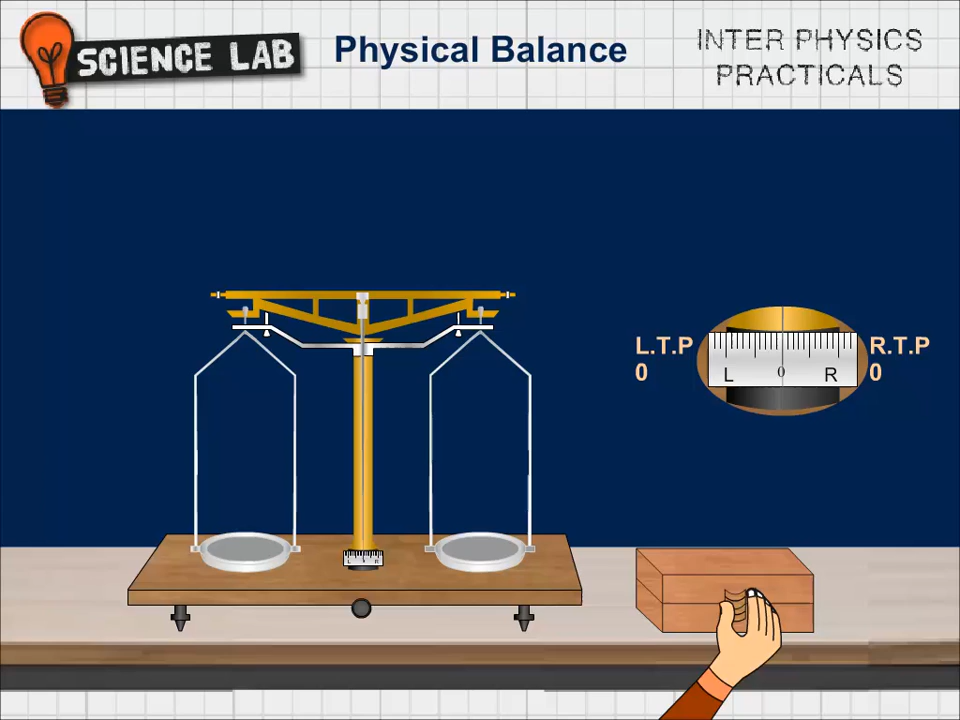 SCIENCE LAB
Physical Balance
INTER PHYSICS
PRACTICALS
L.T.P
0
L 0 R
R.T.P
0
L R